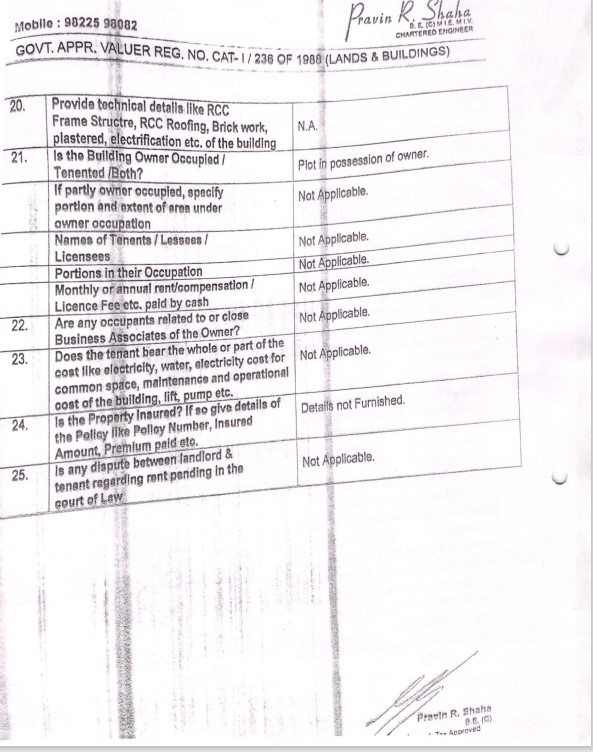 Mobile : 98225 98082
Pravin R. Shaha
B. E. (C) M.I.E. M.I.V.
CHARTERED ENGINEER
GOVT. APPR. VALUER REG. NO. CAT- I / 236 OF 1988 (LANDS & BUILDINGS)
20. Provide technical details like RCC
Frame Structre, RCC Roofing, Brick work,
plastered, electrification etc. of the building
N.A.
21. Is the Building Owner Occupied /
Tenented /Both?
Plot in possession of owner.
If partly owner occupied, specify
portion and extent of area under
owner occupation
Not Applicable.
Names of Tenants / Lessees /
Licensees
Not Applicable.
Portions in their Occupation
Not Applicable.
Monthly or annual rent/compensation /
Licence Fee etc. paid by cash
Not Applicable.
22. Are any occupants related to or close
Business Associates of the Owner?
Not Applicable.
23. Does the tenant bear the whole or part of the
cost like electricity, water, electricity cost for
common space, maintenance and operational
cost of the building, lift, pump etc.
Not Applicable.
24. Is the Property Insured? If so give details of
the Policy like Policy Number, Insured
Amount, Premium paid etc.
Details not Furnished.
25. Is any dispute between landlord &
tenant regarding rent pending in the
court of Law
Not Applicable.
Pravin R. Shaha
B.E. (C)
Tax Approved